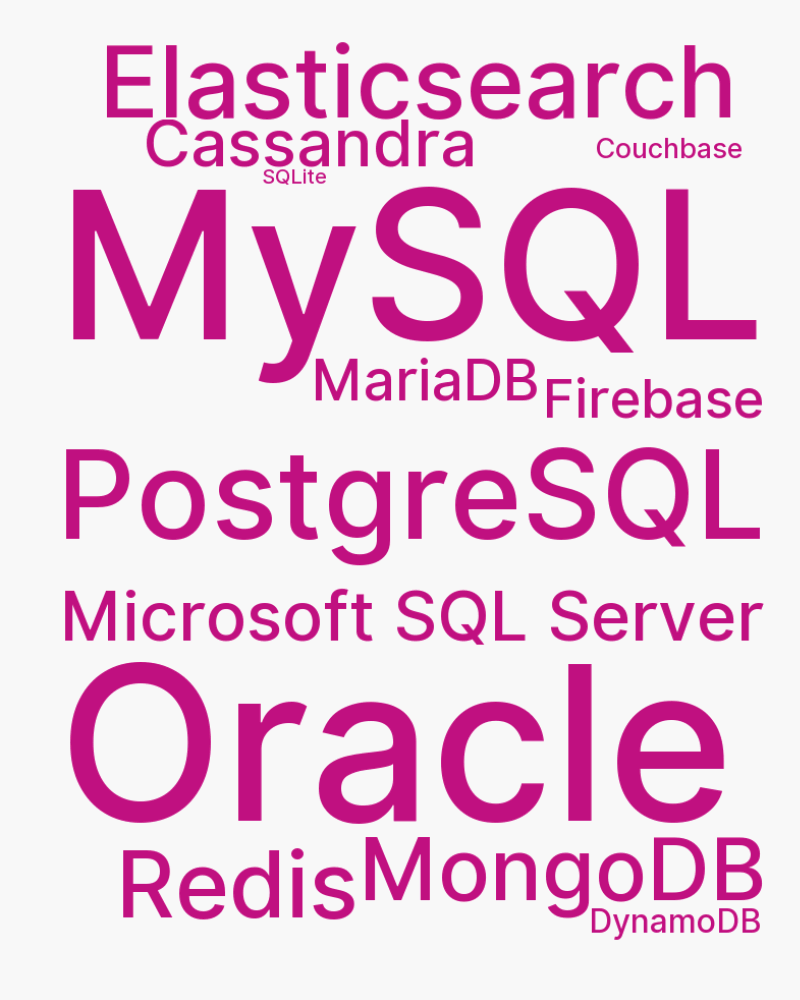 Elasticsearch
Cassandra
Couchbase
SQLite
MySQL
MariaDB
Firebase
PostgreSQL
Microsoft SQL Server
Oracle
Redis
MongoDB
DynamoDB